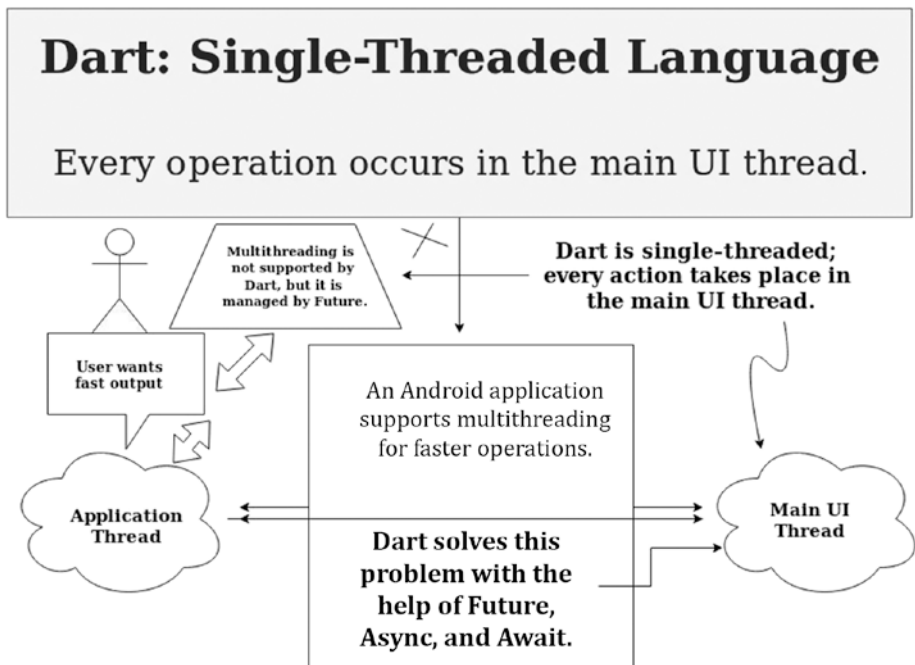 Dart: Single-Threaded Language
Every operation occurs in the main UI thread.
Multithreading is
not supported by
Dart, but it is
managed by Future.
Dart is single-threaded;
every action takes place in
the main UI thread.
User wants
fast output
An Android application
supports multithreading
for faster operations.
Application
Thread
Main UI
Thread
Dart solves this
problem with the
help of Future,
Async, and Await.